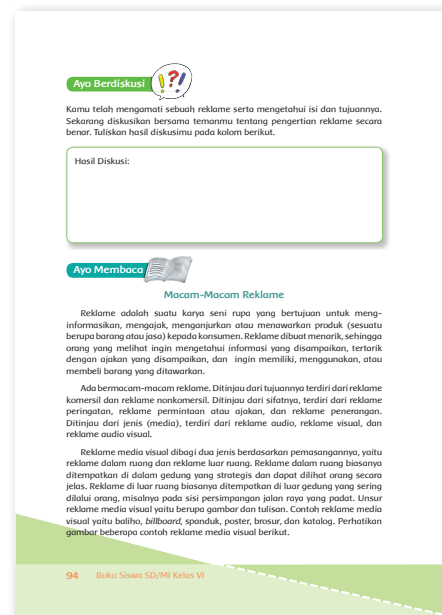 Ayo Berdiskusi
Kamu telah mengamati sebuah reklame serta mengetahui isi dan tujuannya.
Sekarang diskusikan bersama temanmu tentang pengertian reklame secara
benar. Tuliskan hasil diskusimu pada kolom berikut.
Hasil Diskusi:
Ayo Membaca
Macam-Macam Reklame
Reklame adalah suatu karya seni rupa yang bertujuan untuk meng-
informasikan, mengajak, menganjurkan atau menawarkan produk (sesuatu
berupa barang atau jasa) kepada konsumen. Reklame dibuat menarik, sehingga
orang yang melihat ingin mengetahui informasi yang disampaikan, tertarik
dengan ajakan yang disampaikan, dan ingin memiliki, menggunakan, atau
membeli barang yang ditawarkan.
Ada bermacam-macam reklame. Ditinjau dari tujuannya terdiri dari reklame
komersil dan reklame nonkomersil. Ditinjau dari sifatnya, terdiri dari reklame
peringatan, reklame permintaan atau ajakan, dan reklame penerangan.
Ditinjau dari jenis (media), terdiri dari reklame audio, reklame visual, dan
reklame audio visual.
Reklame media visual dibagi dua jenis berdasarkan pemasangannya, yaitu
reklame dalam ruang dan reklame luar ruang. Reklame dalam ruang biasanya
ditempatkan di dalam gedung yang strategis dan dapat dilihat orang secara
jelas. Reklame di luar ruang biasanya ditempatkan di luar gedung yang sering
dilalui orang, misalnya pada sisi persimpangan jalan raya yang padat. Unsur
reklame media visual yaitu berupa gambar dan tulisan. Contoh reklame media
visual yaitu baliho, billboard, spanduk, poster, brosur, dan katalog. Perhatikan
gambar beberapa contoh reklame media visual berikut.
94 Buku Siswa SD/MI Kelas VI